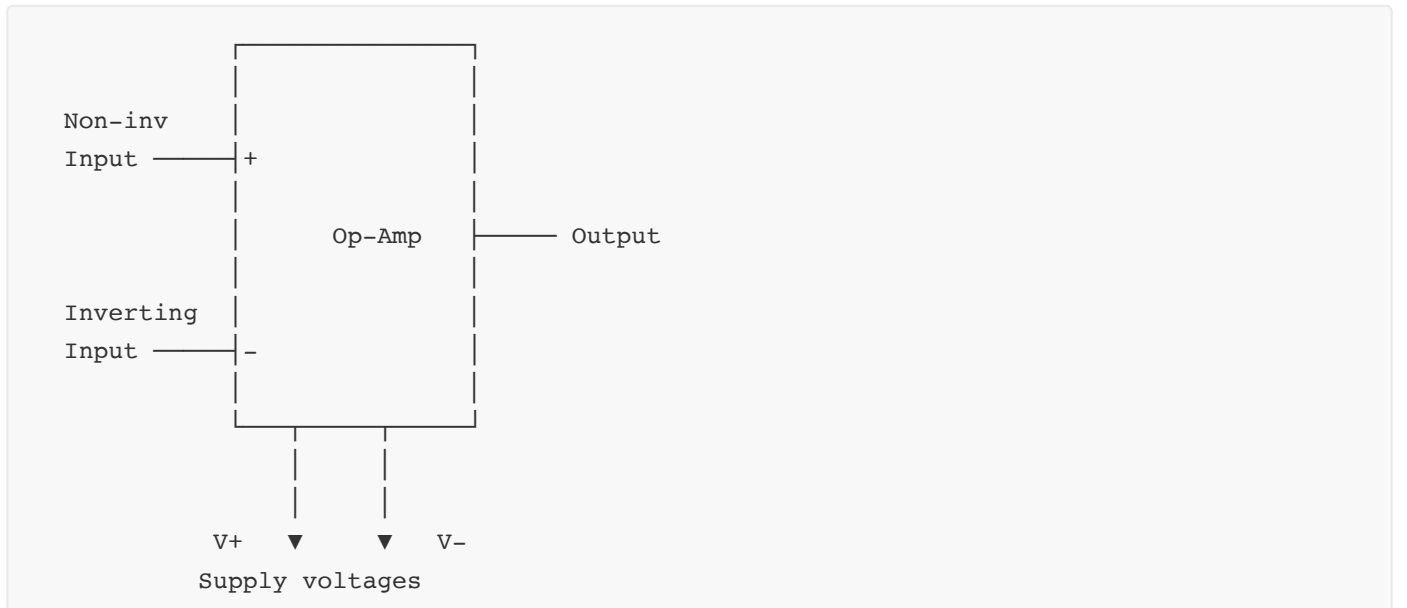 Non-inv
Input +
Op-Amp Output
Inverting
Input -
V+ ▼ ▼ V-
Supply voltages